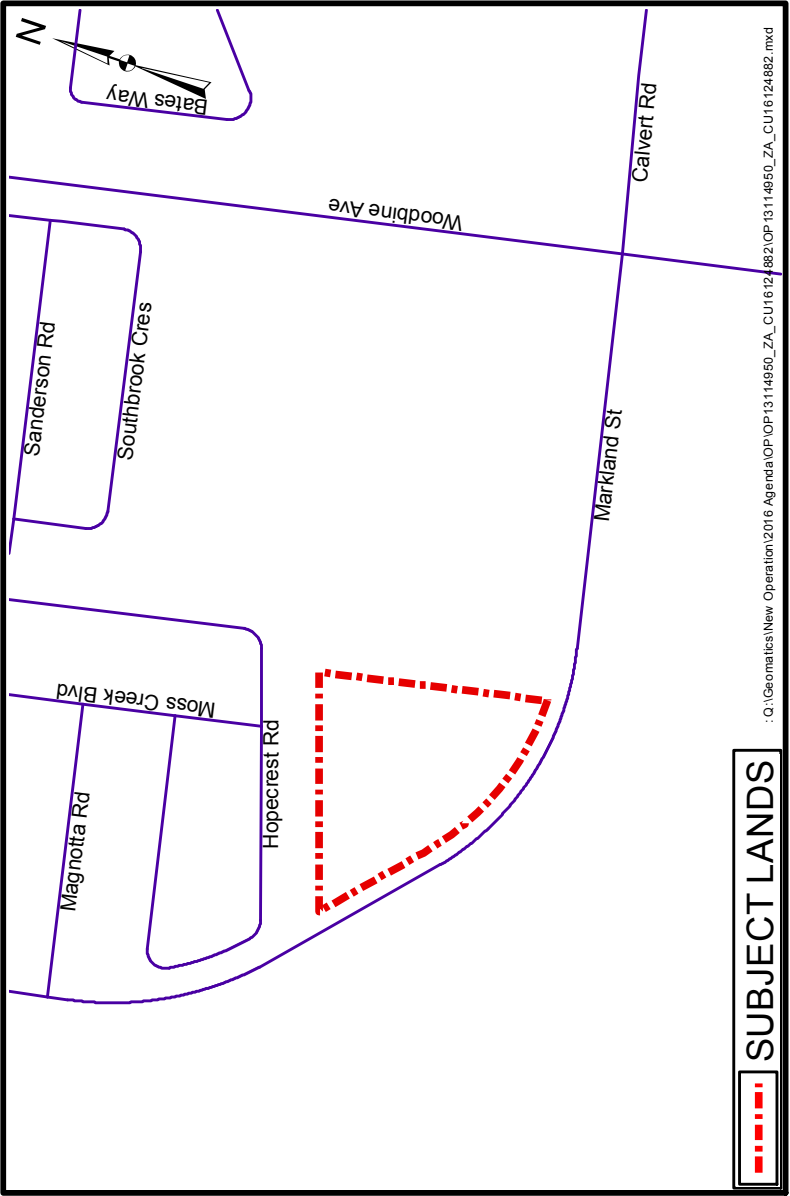 N
Bates Way
Calvert Rd
Woodbine Ave
Sanderson Rd
Southbrook Cres
Markland St
Moss Creek Blvd
Hopecrest Rd
Magnotta Rd
SUBJECT LANDS
: Q:\Geomatics\New Operation\2016 Agenda\OP\OP13114950_ZA_CU16124882\OP13114950_ZA_CU16124882.mxd